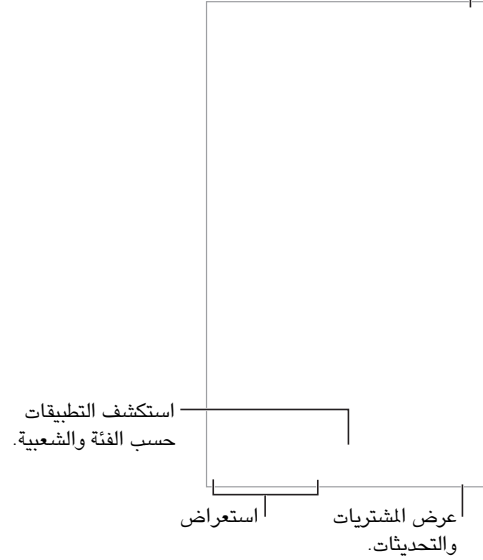 استكشف التطبيقات
حسب الفئة والشعبية.
عرض المشتريات
والتحديثات.
استعراض